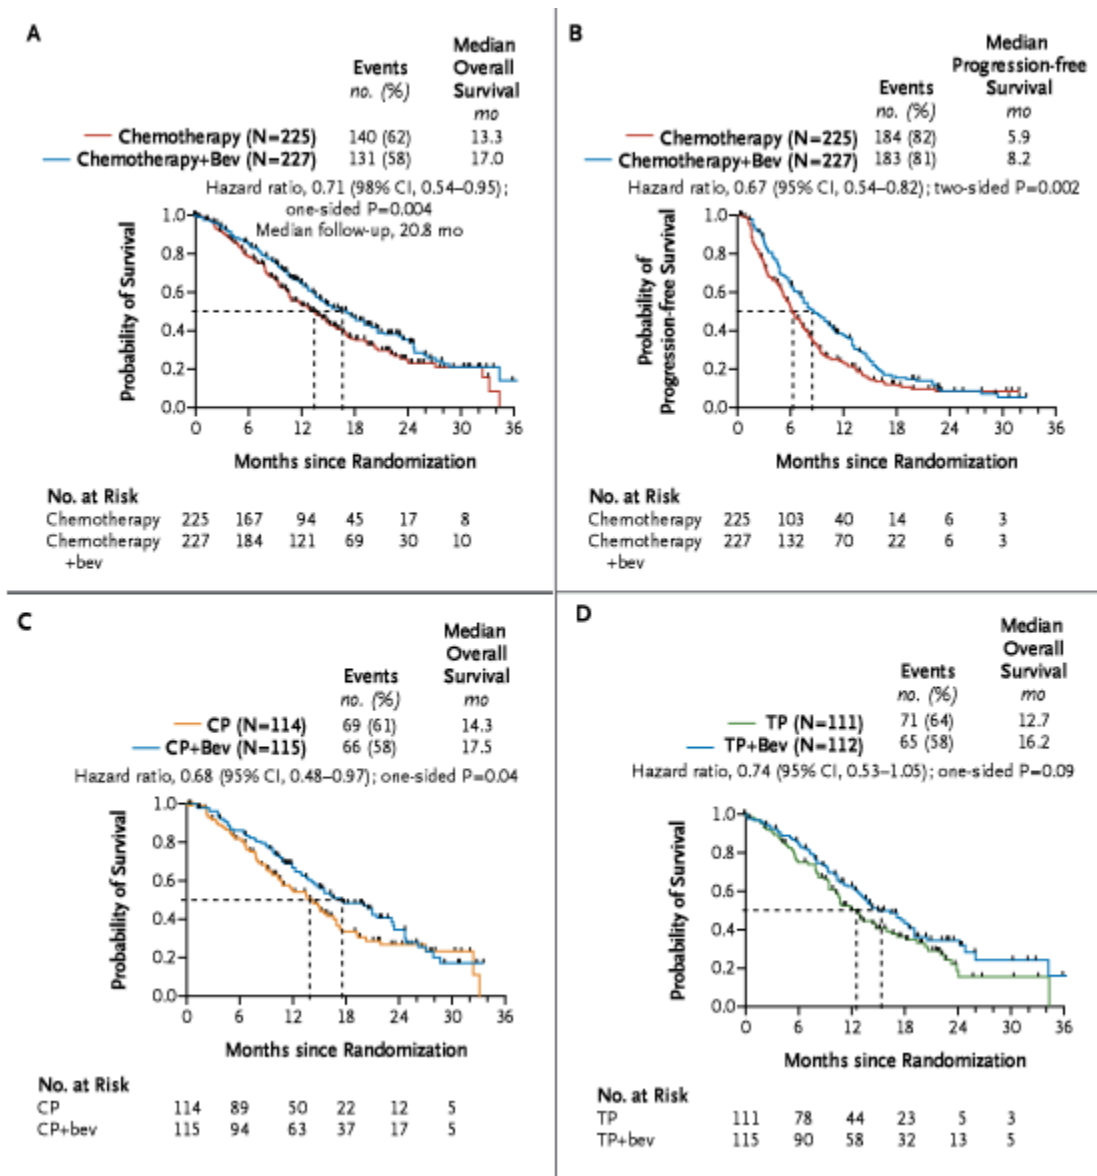 A
Median
Overall
Survival
Events
no. (%)
mo
Chemotherapy (N=225) 140 (62) 13.3
Chemotherapy+Bev (N=227) 131 (58) 17.0
Hazard ratio, 0.71 (98% CI, 0.54–0.95);
one-sided P=0.004
Median follow-up, 20.8 mo
Probability of Survival
1.0
0.8
0.6
0.4
0.2
0.0
0 6 12 18 24 30 36
Months since Randomization
No. at Risk
Chemotherapy 225 167 94 45 17 8
Chemotherapy 227 184 121 69 30 10
+bev
B
Median
Progression-free
Survival
Events
no. (%)
mo
Chemotherapy (N=225) 184 (82) 5.9
Chemotherapy+Bev (N=227) 183 (81) 8.2
Hazard ratio, 0.67 (95% CI, 0.54–0.82); two-sided P=0.002
Probability of
Progression-free Survival
1.0
0.8
0.6
0.4
0.2
0.0
0 6 12 18 24 30 36
Months since Randomization
No. at Risk
Chemotherapy 225 103 40 14 6 3
Chemotherapy 227 132 70 22 6 3
+bev
C
Median
Overall
Survival
Events
no. (%)
mo
CP (N=114) 69 (61) 14.3
CP+Bev (N=115) 66 (58) 17.5
Hazard ratio, 0.68 (95% CI, 0.48–0.97); one-sided P=0.04
Probability of Survival
1.0
0.8
0.6
0.4
0.2
0.0
0 6 12 18 24 30 36
Months since Randomization
No. at Risk
CP 114 89 50 22 12 5
CP+bev 115 94 63 37 17 5
D
Median
Overall
Survival
Events
no. (%)
mo
TP (N=111) 71 (64) 12.7
TP+Bev (N=112) 65 (58) 16.2
Hazard ratio, 0.74 (95% CI, 0.53–1.05); one-sided P=0.09
Probability of Survival
1.0
0.8
0.6
0.4
0.2
0.0
0 6 12 18 24 30 36
Months since Randomization
No. at Risk
TP 111 78 44 23 5 3
TP+bev 115 90 58 32 13 5